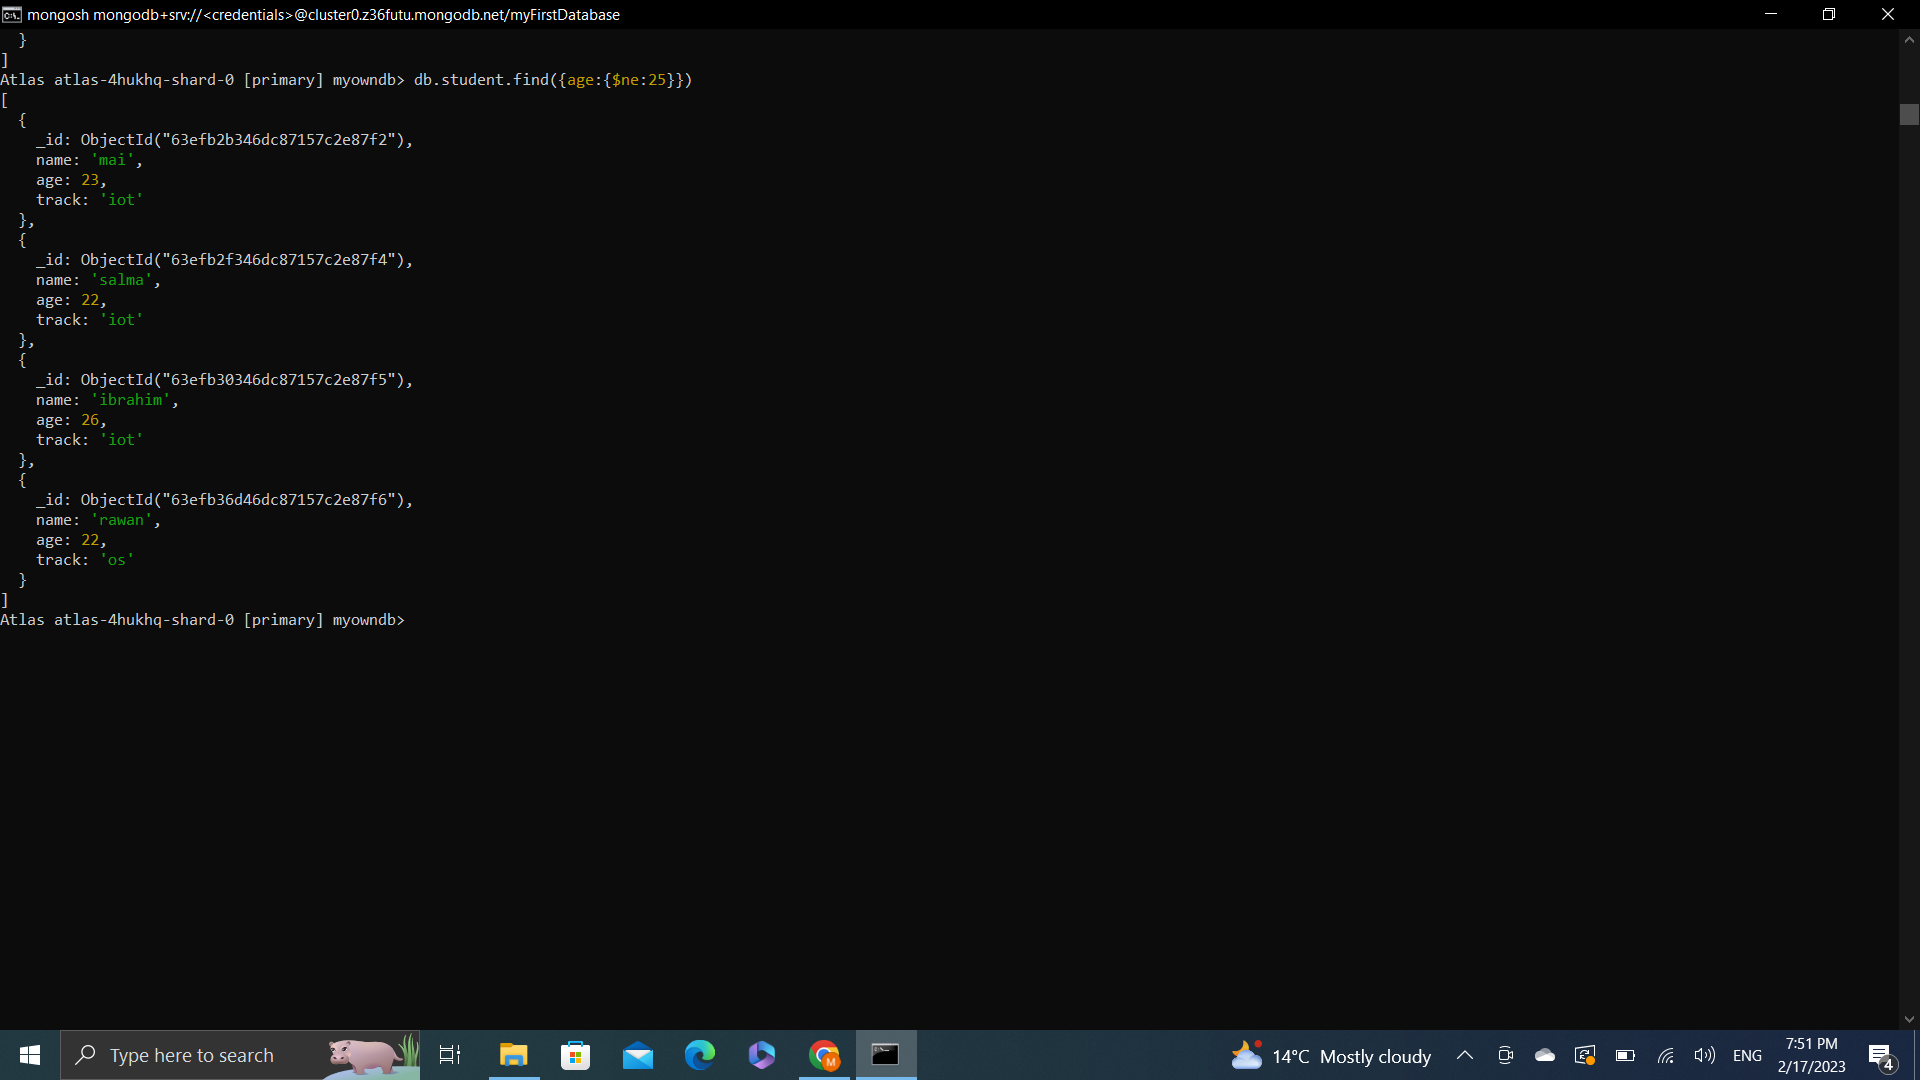 mongosh mongodb+srv://<credentials>@cluster0.z36futu.mongodb.net/myFirstDatabase
  }
]
Atlas atlas-4hukhq-shard-0 [primary] myowndb> db.student.find({age:{$ne:25}})
[
  {
    _id: ObjectId("63efb2b346dc87157c2e87f2"),
    name: 'mai',
    age: 23,
    track: 'iot'
  },
  {
    _id: ObjectId("63efb2f346dc87157c2e87f4"),
    name: 'salma',
    age: 22,
    track: 'iot'
  },
  {
    _id: ObjectId("63efb30346dc87157c2e87f5"),
    name: 'ibrahim',
    age: 26,
    track: 'iot'
  },
  {
    _id: ObjectId("63efb36d46dc87157c2e87f6"),
    name: 'rawan',
    age: 22,
    track: 'os'
  }
]
Atlas atlas-4hukhq-shard-0 [primary] myowndb>
Type here to search
M
14°C Mostly cloudy
ENG
7:51 PM
2/17/2023
4